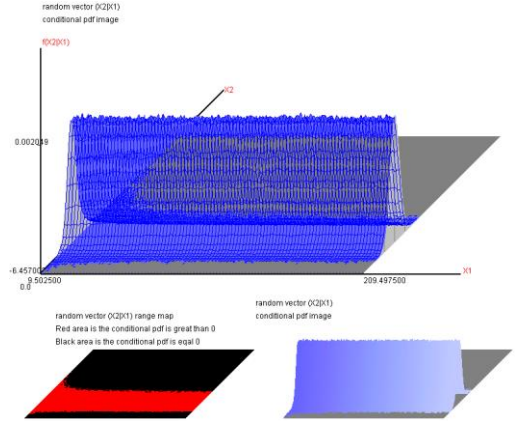 random vector (X2|X1)
conditional pdf image
f(X2|X1)
X2
0.002049
-6.45700
0.0
9.502500
209.497500
X1
random vector (X2|X1) range map
Red area is the conditional pdf is great than 0
Black area is the conditional pdf is eqal 0
random vector (X2|X1)
conditional pdf image